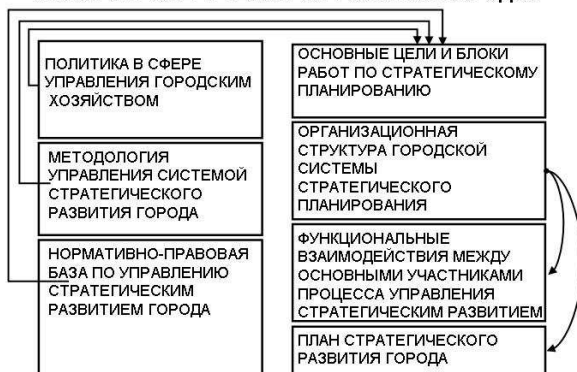 ПОЛИТИКА В СФЕРЕ
УПРАВЛЕНИЯ ГОРОДСКИМ
ХОЗЯЙСТВОМ
МЕТОДОЛОГИЯ
УПРАВЛЕНИЯ СИСТЕМОЙ
СТРАТЕГИЧЕСКОГО
РАЗВИТИЯ ГОРОДА
НОРМАТИВНО-ПРАВОВАЯ
БАЗА ПО УПРАВЛЕНИЮ
СТРАТЕГИЧЕСКИМ
РАЗВИТИЕМ ГОРОДА
ОСНОВНЫЕ ЦЕЛИ И БЛОКИ
РАБОТ ПО СТРАТЕГИЧЕСКОМУ
ПЛАНИРОВАНИЮ
ОРГАНИЗАЦИОННАЯ
СТРУКТУРА ГОРОДСКОЙ
СИСТЕМЫ
СТРАТЕГИЧЕСКОГО
ПЛАНИРОВАНИЯ
ФУНКЦИОНАЛЬНЫЕ
ВЗАИМОДЕЙСТВИЯ МЕЖДУ
ОСНОВНЫМИ УЧАСТНИКАМИ
ПРОЦЕССА УПРАВЛЕНИЯ
СТРАТЕГИЧЕСКИМ РАЗВИТИЕМ
ПЛАН СТРАТЕГИЧЕСКОГО
РАЗВИТИЯ ГОРОДА